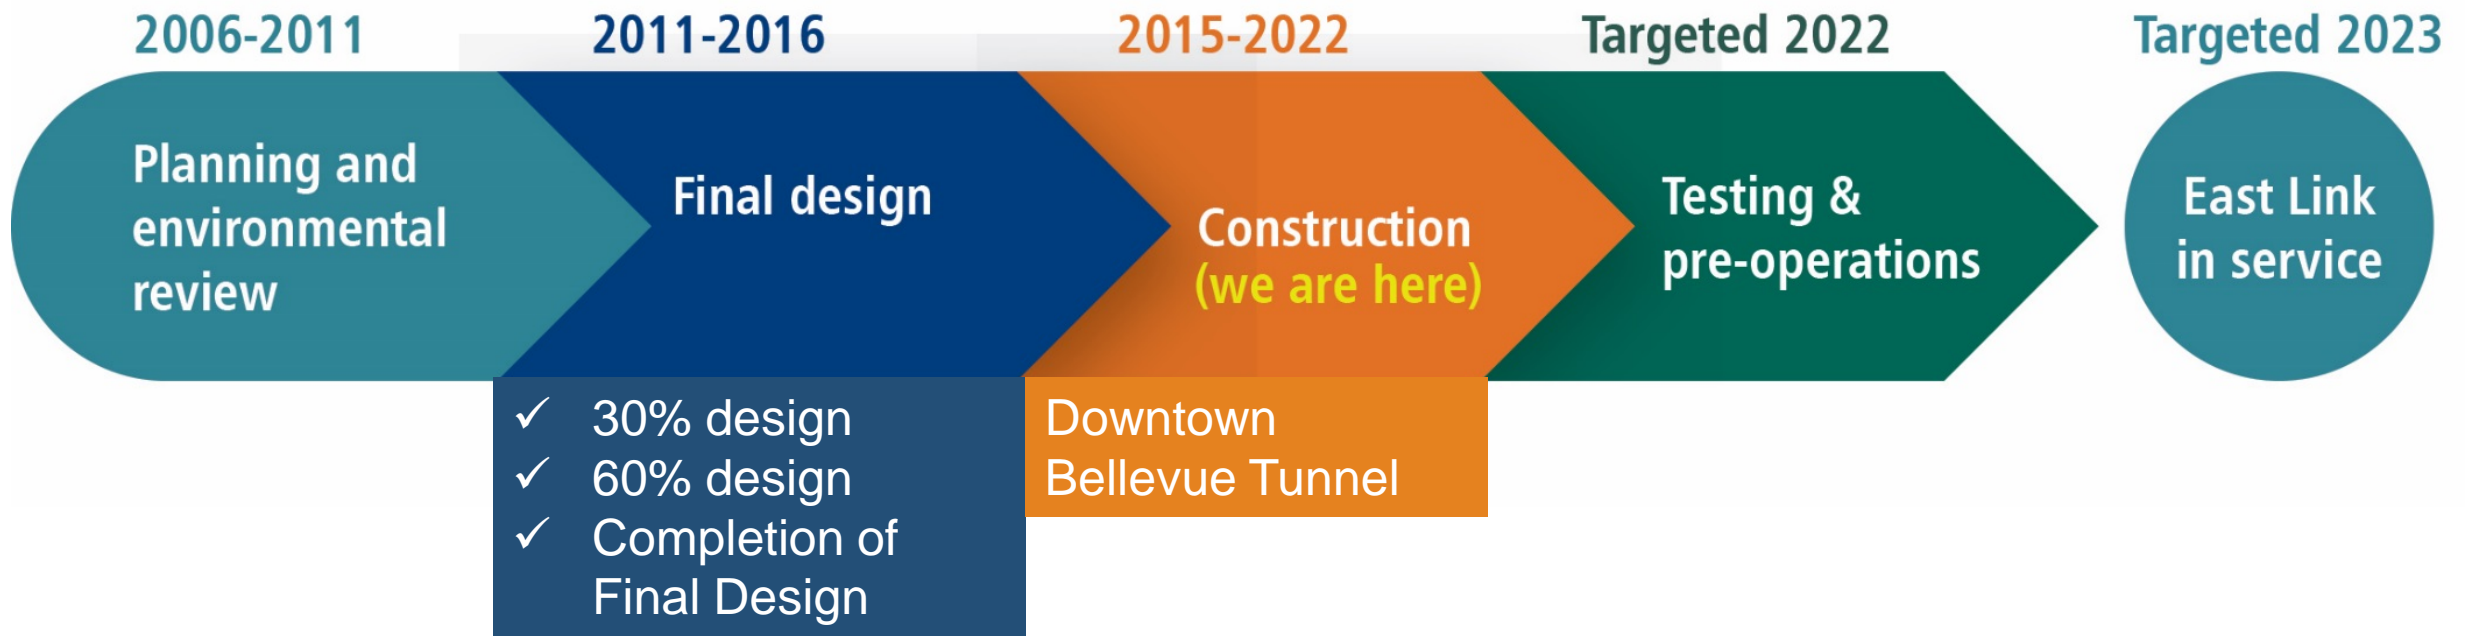 2006-2011
Planning and
environmental
review
2011-2016
Final design
✓ 30% design
✓ 60% design
✓ Completion of
Final Design
2015-2022
Construction
(we are here)
Downtown
Bellevue Tunnel
Targeted 2022
Testing &
pre-operations
Targeted 2023
East Link
in service